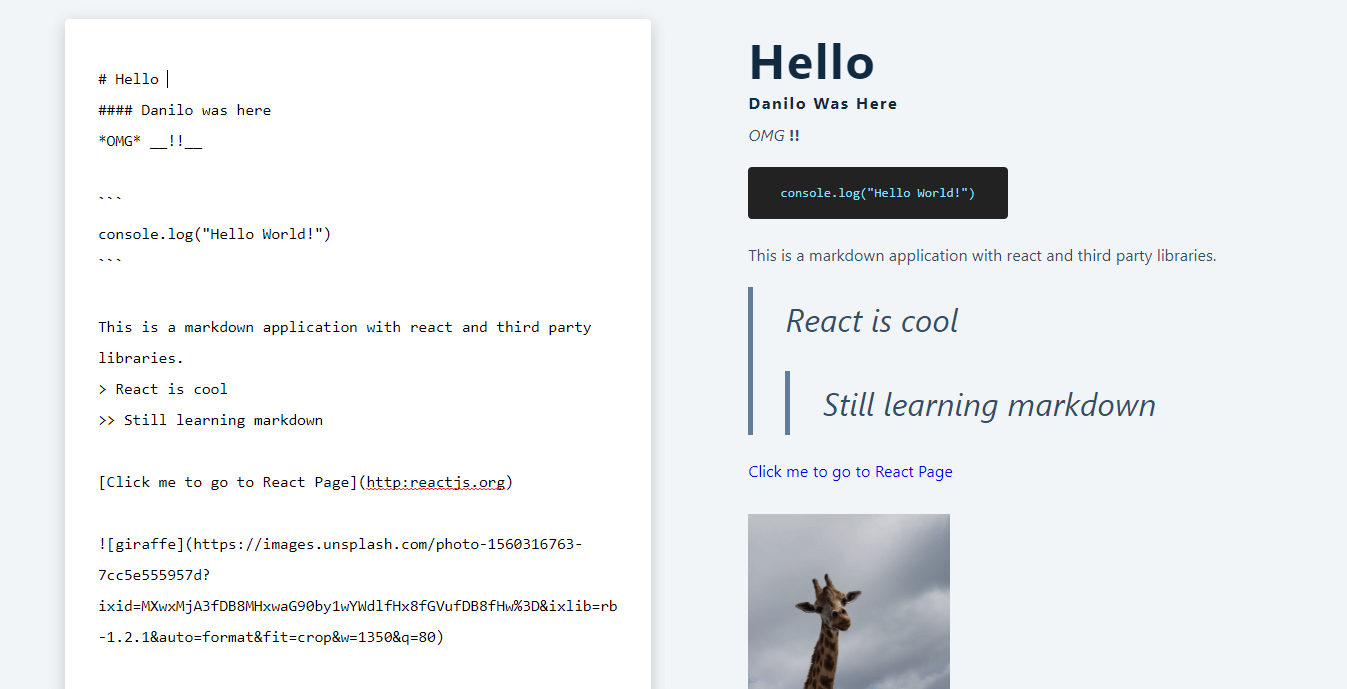 # Hello
#### Danilo was here
*OMG* __!!__
```
console.log("Hello World!")
```
This is a markdown application with react and third party
libraries.
> React is cool
>> Still learning markdown
[Click me to go to React Page](http:reactjs.org)
![giraffe](https://images.unsplash.com/photo-1560316763-
7cc5e555957d?
ixid=MXwxMjA3fDB8MHxwaG90by1wYWdlfHx8fGVufDB8fHw%3D&ixlib=rb
-1.2.1&auto=format&fit=crop&w=1350&q=80)
Hello
Danilo Was Here
OMG !!
console.log("Hello World!")
This is a markdown application with react and third party libraries.
React is cool
Still learning markdown
Click me to go to React Page